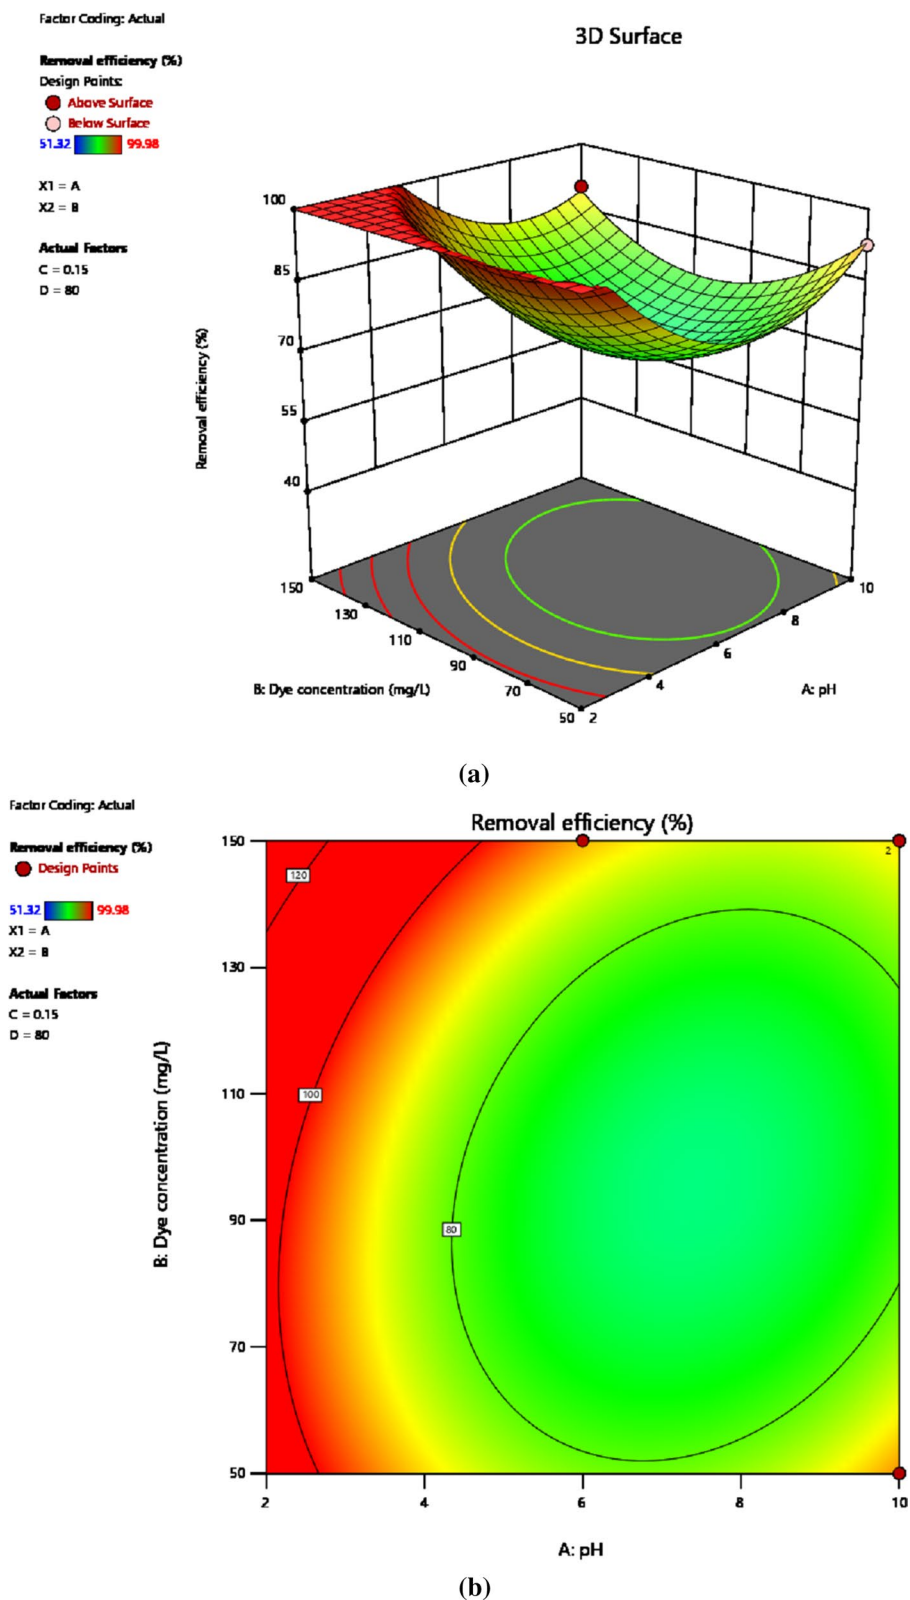 Factor Coding: Actual
3D Surface
Removal efficiency (%)
Design Points:
Above Surface
Below Surface
51.32 99.98
X1 = A
X2 = B
Actual Factors
C = 0.15
D = 80
100
85
70
55
40
Removal efficiency (%)
150
130
110
90
70
50
2
4
6
8
10
B: Dye concentration (mg/L)
A: pH
(a)
Factor Coding: Actual
Removal efficiency (%)
Removal efficiency (%)
Design Points
51.32 99.98
X1 = A
X2 = B
Actual Factors
C = 0.15
D = 80
B: Dye concentration (mg/L)
150
130
110
90
70
50
2
120
100
80
2 4 6 8 10
A: pH
(b)